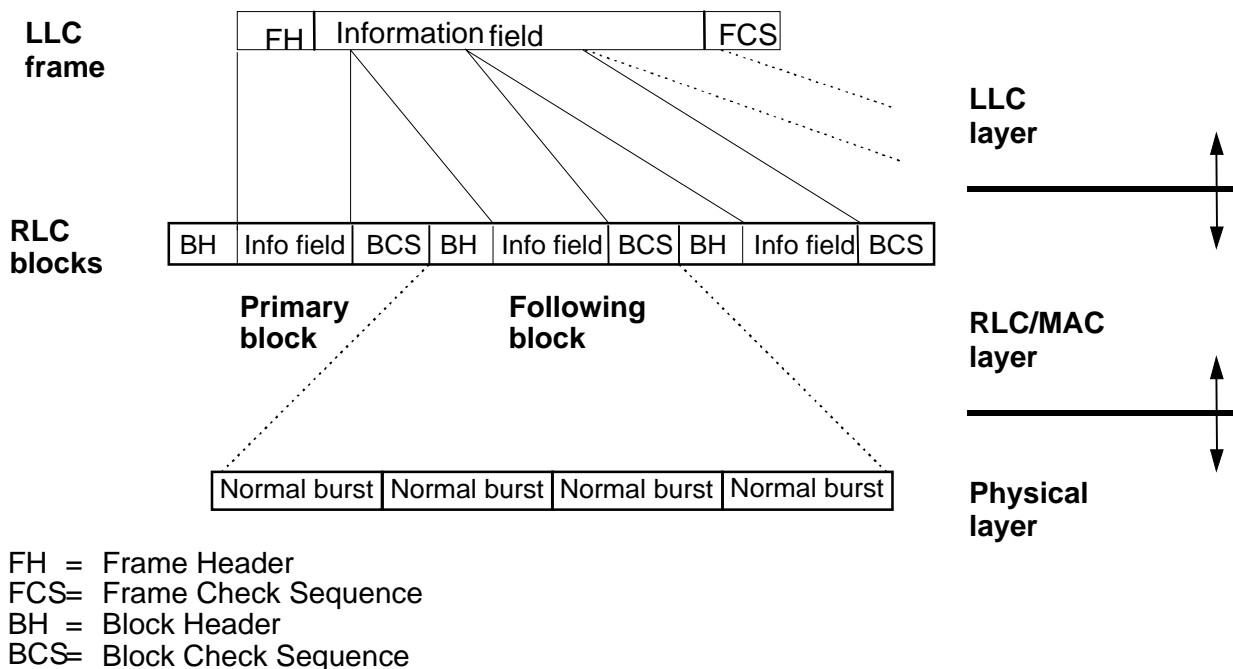 LLC
frame
FH Information field FCS
LLC
layer
RLC
blocks
BH Info field BCS BH Info field BCS BH Info field BCS
Primary
block
Following
block
RLC/MAC
layer
Normal burst Normal burst Normal burst Normal burst
Physical
layer
FH = Frame Header
FCS= Frame Check Sequence
BH = Block Header
BCS= Block Check Sequence